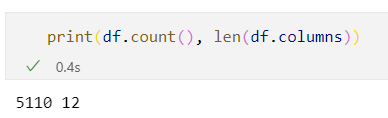 print(df.count(), len(df.columns))
0.4s
5110 12